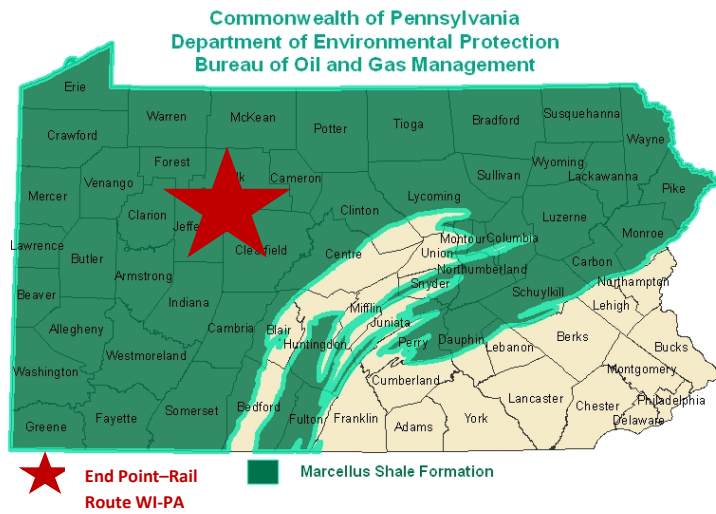 Commonwealth of Pennsylvania
Department of Environmental Protection
Bureau of Oil and Gas Management
Erie
Crawford
Warren
McKean
Potter
Tioga
Bradford
Susquehanna
Wayne
Forest
Cameron
Sullivan
Wyoming
Lackawanna
Pike
Mercer
Venango
Clarion
Clinton
Lycoming
Luzerne
Monroe
Lawrence
Butler
Armstrong
Centre
Union
Montour
Columbia
Northumberland
Carbon
Northampton
Beaver
Indiana
Snyder
Schuylkill
Lehigh
Allegheny
Cambria
Blair
Mifflin
Juniata
Huntingdon
Perry
Dauphin
Lebanon
Berks
Bucks
Montgomery
Washington
Westmoreland
Cumberland
Lancaster
Chester
Philadelphia
Delaware
Greene
Fayette
Somerset
Bedford
Fulton
Franklin
Adams
York
End Point–Rail
Route WI-PA
Marcellus Shale Formation